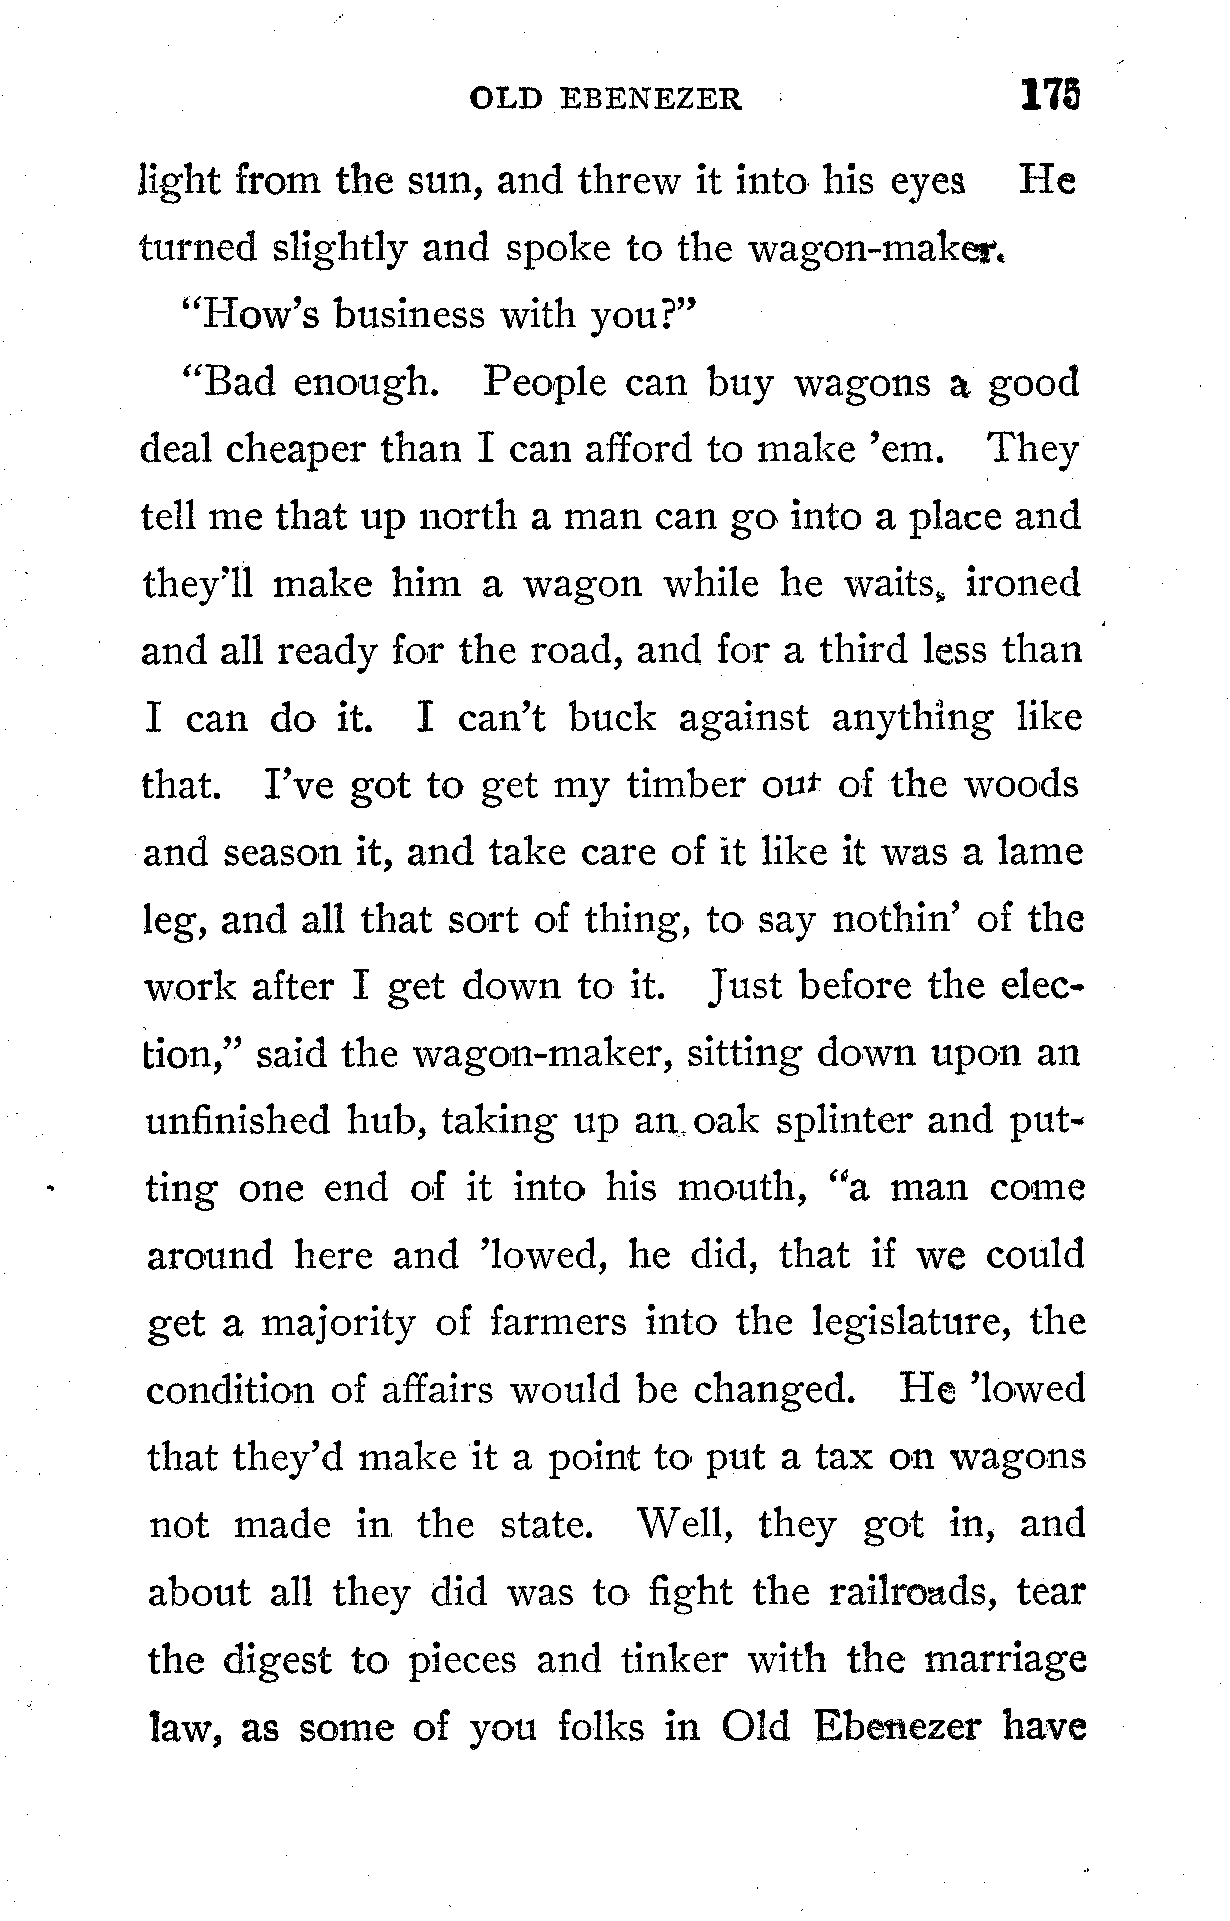 OLD EBENEZER 175
light from the sun, and threw it into his eyes He
turned slightly and spoke to the wagon-maker.
“How’s business with you?”
“Bad enough. People can buy wagons a good
deal cheaper than I can afford to make ’em. They
tell me that up north a man can go into a place and
they’ll make him a wagon while he waits, ironed
and all ready for the road, and for a third less than
I can do it. I can’t buck against anything like
that. I’ve got to get my timber out of the woods
and season it, and take care of it like it was a lame
leg, and all that sort of thing, to say nothin’ of the
work after I get down to it. Just before the elec-
tion,” said the wagon-maker, sitting down upon an
unfinished hub, taking up an oak splinter and put-
ting one end of it into his mouth, “a man come
around here and ’lowed, he did, that if we could
get a majority of farmers into the legislature, the
condition of affairs would be changed. He ’lowed
that they’d make it a point to put a tax on wagons
not made in the state. Well, they got in, and
about all they did was to fight the railroads, tear
the digest to pieces and tinker with the marriage
law, as some of you folks in Old Ebenezer have